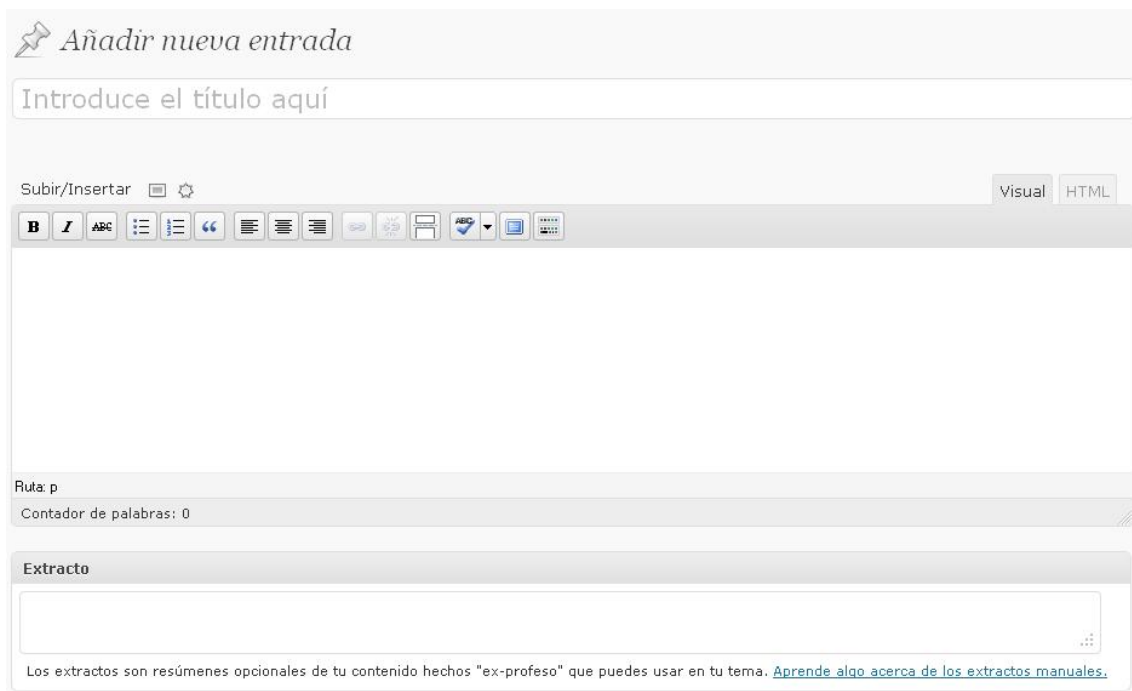 Añadir nueva entrada
Introduce el título aquí
Subir/Insertar Visual HTML
B I ABC ABC
Ruta: p
Contador de palabras: 0
Extracto
Los extractos son resúmenes opcionales de tu contenido hechos "ex-profeso" que puedes usar en tu tema. Aprende algo acerca de los extractos manuales.